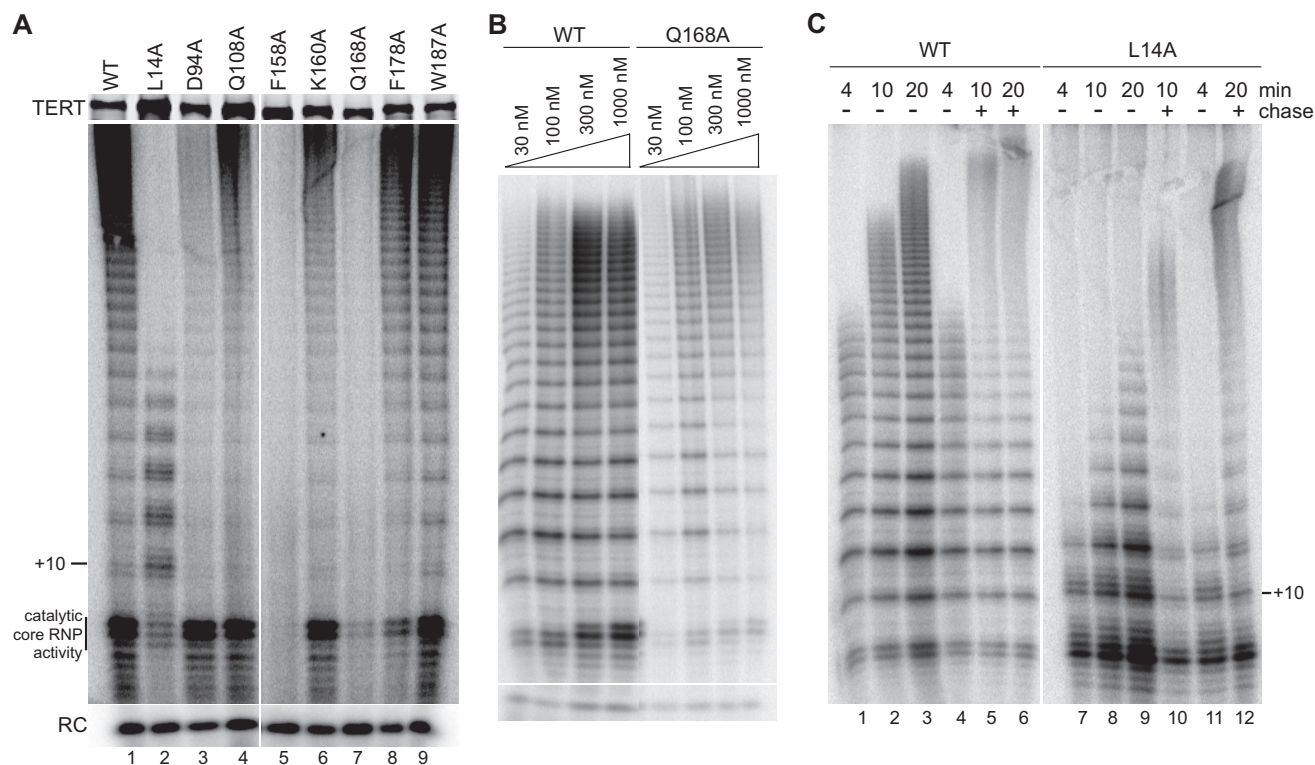 A
WT
L14A
D94A
Q108A
F158A
K160A
Q168A
F178A
W187A
TERT
+10
catalytic
core RNP
activity
RC
1 2 3 4 5 6 7 8 9
B
WT Q168A
30 nM
100 nM
300 nM
1000 nM
30 nM
100 nM
300 nM
1000 nM
C
WT L14A
4 10 20 4 10 20 4 10 20 10 4 20 min
- - - - + + - - - + - + chase
+10
1 2 3 4 5 6 7 8 9 10 11 12